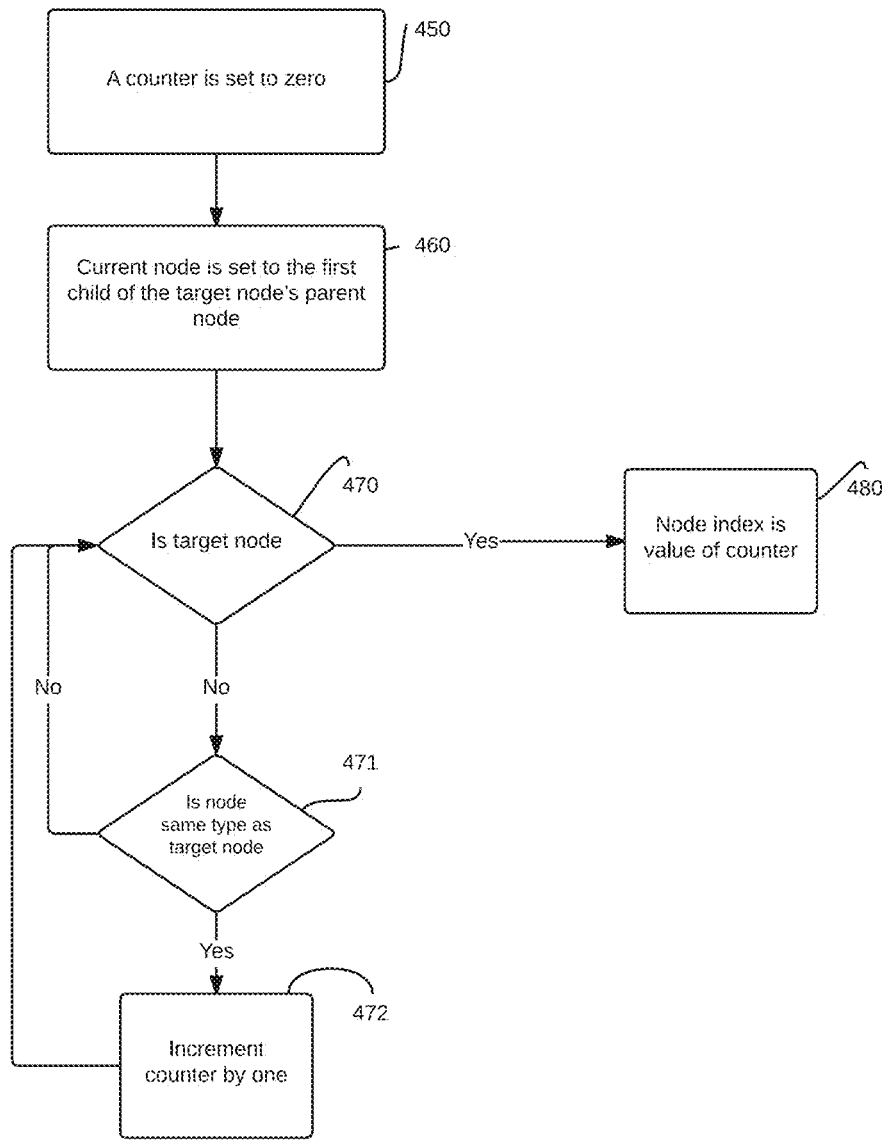 450
A counter is set to zero
460
Current node is set to the first
child of the target node's parent
node
470
480
Is target node
Yes
Node index is
value of counter
No
No
471
Is node
same type as
target node
Yes
472
Increment
counter by one